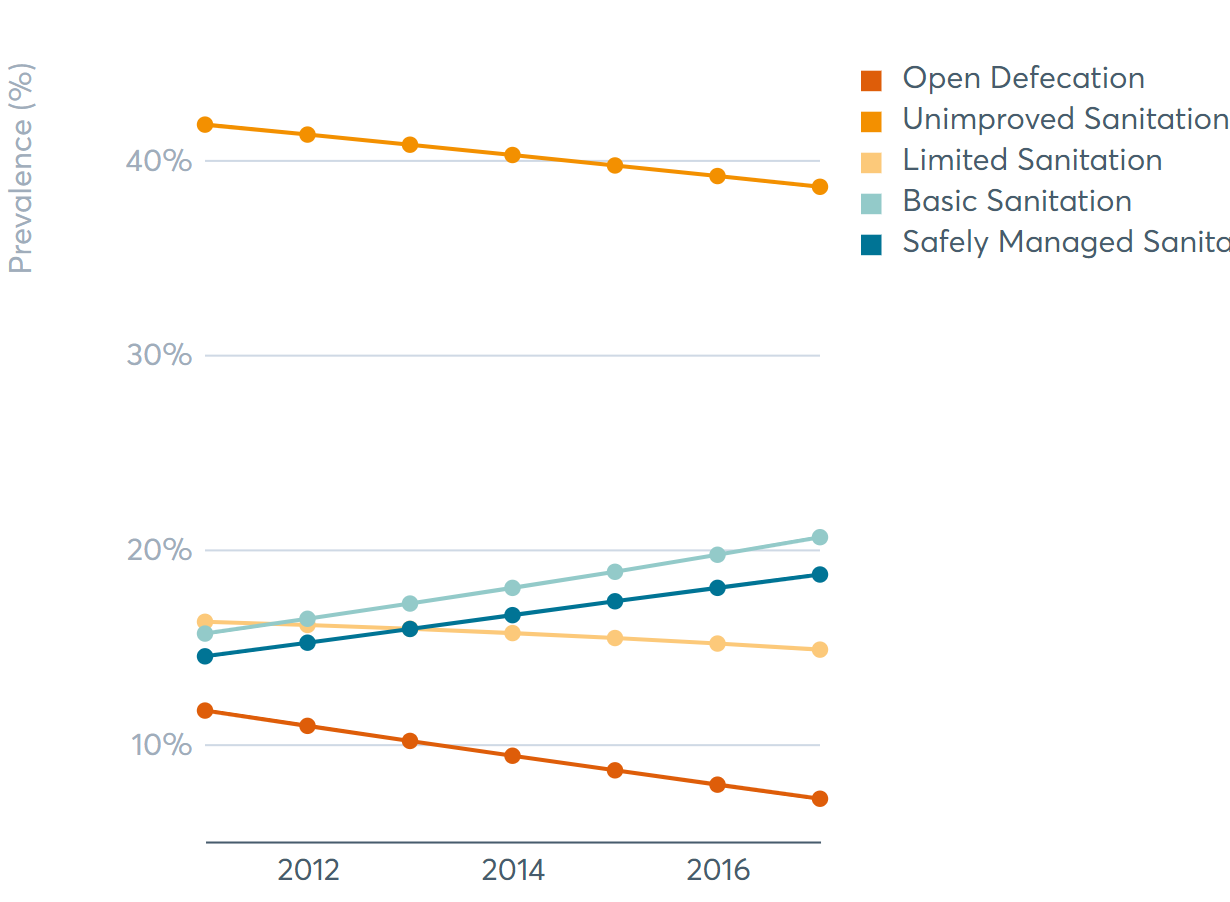 Prevalence (%)
40%
30%
20%
10%
2012
2014
2016
Open Defecation
Unimproved Sanitation
Limited Sanitation
Basic Sanitation
Safely Managed Sanita